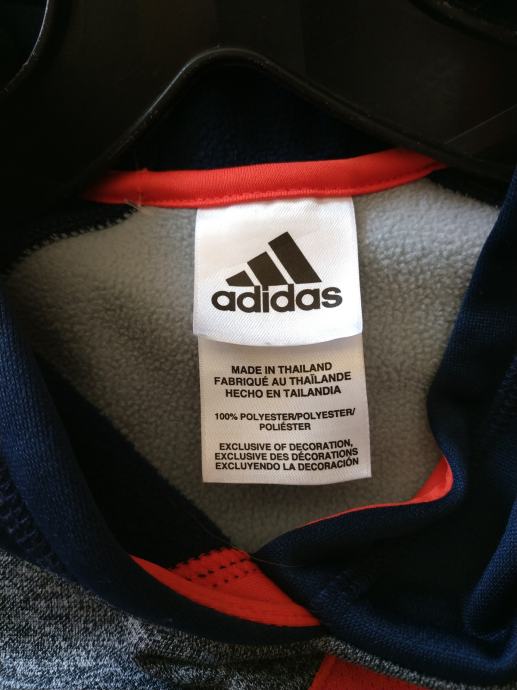 adidas
MADE IN THAILAND
FABRIQUÉ AU THAÏLANDE
HECHO EN TAILANDIA
100% POLYESTER/POLYESTER/
POLIÉSTER
EXCLUSIVE OF DECORATION,
EXCLUSIVE DES DÉCORATIONS
EXCLUYENDO LA DECORACIÓN